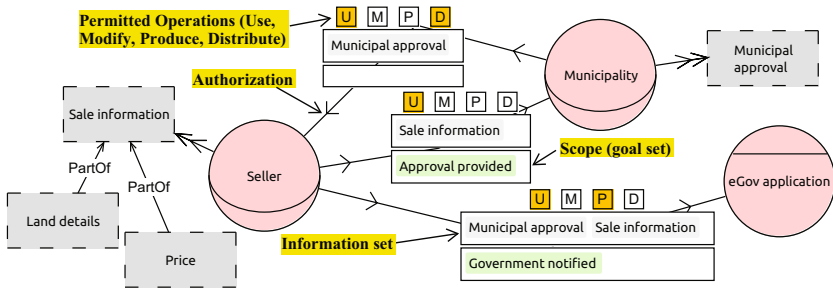 Permitted Operations (Use,
Modify, Produce, Distribute)
U M P D
Municipal approval
Municipality
Municipal
approval
Authorization
Sale information
U M P D
Sale information
Approval provided
Scope (goal set)
PartOf
PartOf
Seller
eGov application
Land details
Price
U M P D
Information set
Municipal approval Sale information
Government notified